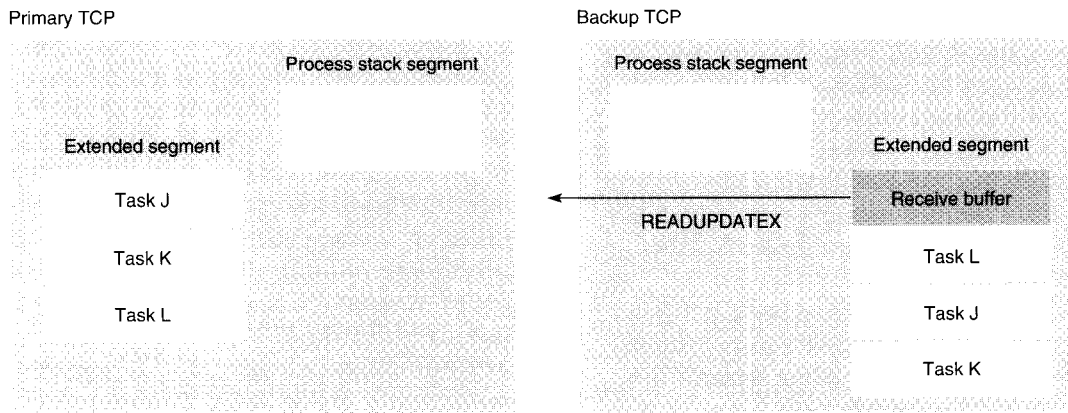 Primary TCP
Process stack segment
Extended segment
Task J
Task K
Task L
Backup TCP
Process stack segment
Extended segment
Receive buffer
READUPDATEX
Task L
Task J
Task K